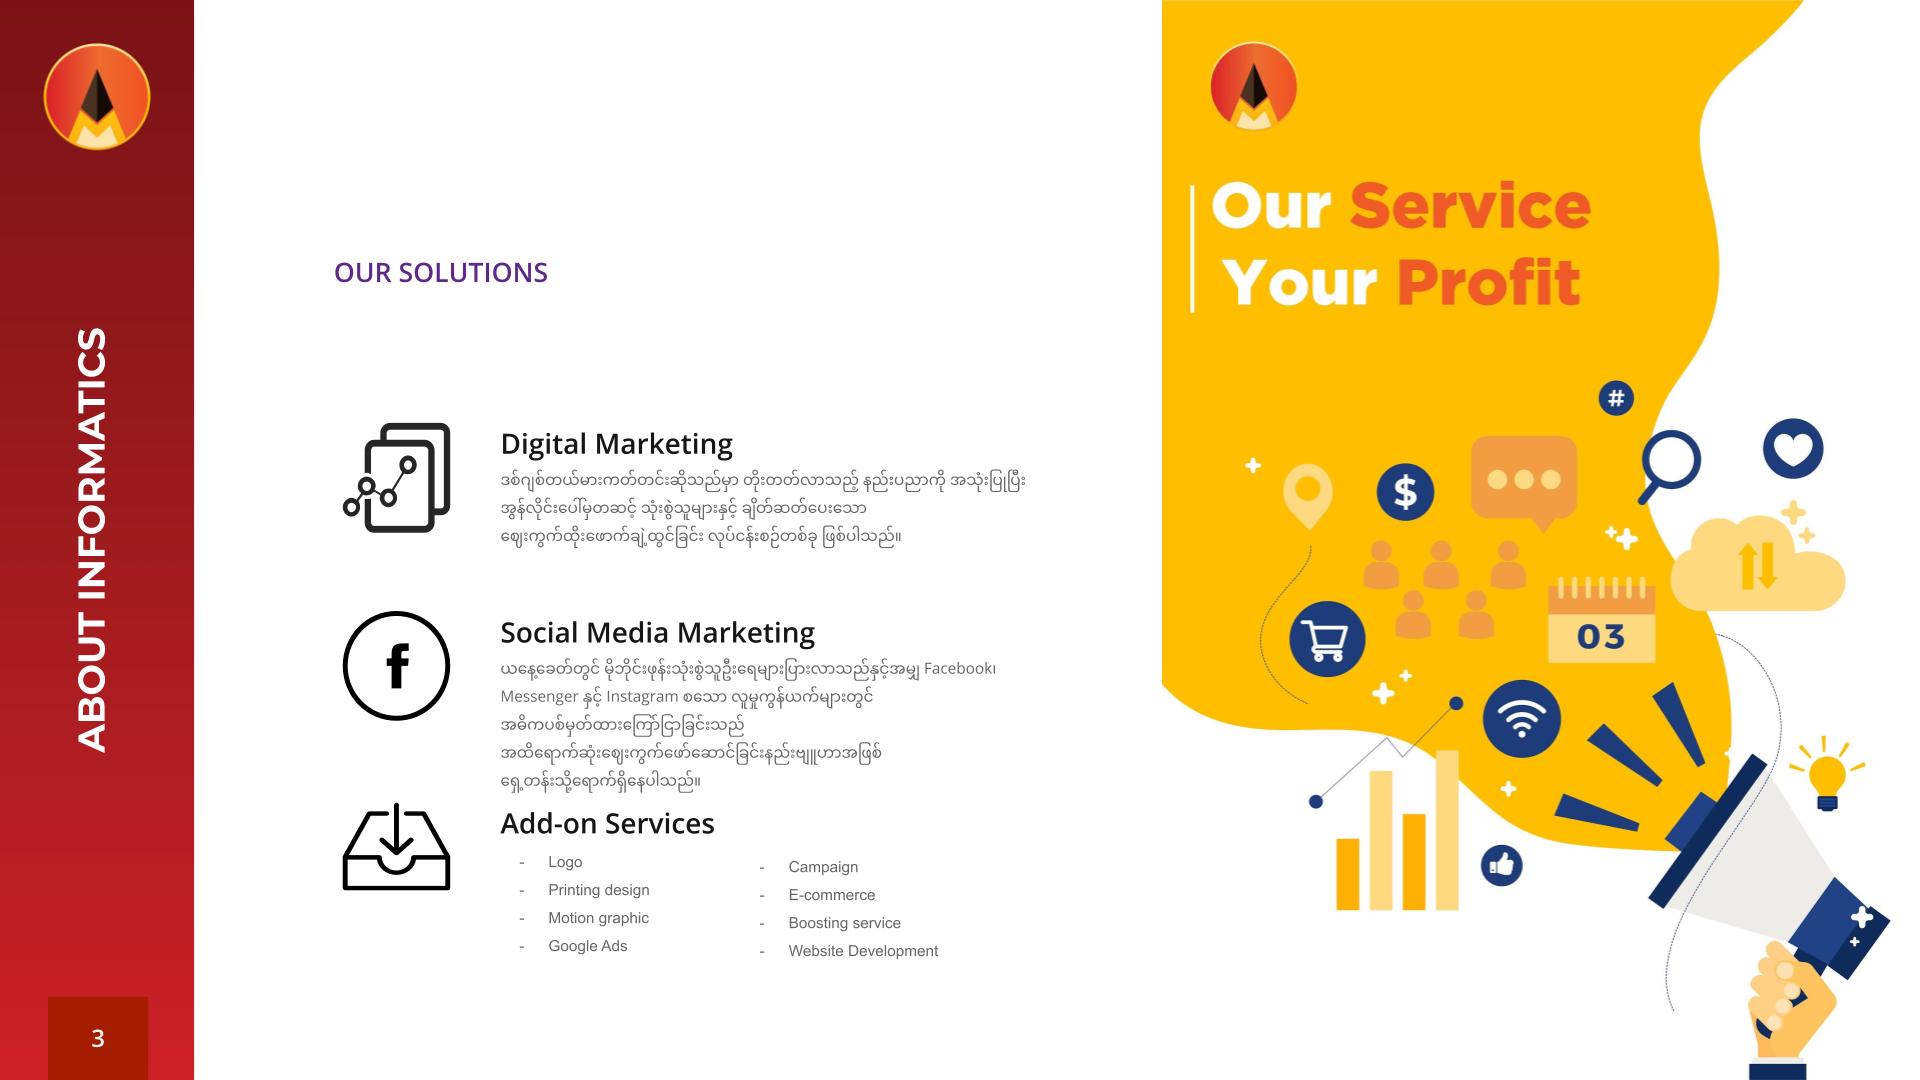 ABOUT INFORMATICS
3
OUR SOLUTIONS
Digital Marketing
ဒစ်ဂျစ်တယ်မားကတ်တင်းဆိုသည်မှာ တိုးတတ်လာသည့် နည်းပညာကို အသုံးပြုပြီး
အွန်လိုင်းပေါ်မှတဆင့် သုံးစွဲသူများနှင့် ချိတ်ဆတ်ပေးသော
ဈေးကွက်ထိုးဖောက်ချဲ့ထွင်ခြင်း လုပ်ငန်းစဉ်တစ်ခု ဖြစ်ပါသည်။
Social Media Marketing
ယနေ့ခေတ်တွင် မိုဘိုင်းဖုန်းသုံးစွဲသူဦးရေများပြားလာသည်နှင့်အမျှ Facebook၊
Messenger နှင့် Instagram စသော လူမှုကွန်ယက်များတွင်
အဓိကပစ်မှတ်ထားကြော်ငြာခြင်းသည်
အထိရောက်ဆုံးဈေးကွက်ဖော်ဆောင်ခြင်းနည်းဗျူဟာအဖြစ်
ရှေ့တန်းသို့ရောက်ရှိနေပါသည်။
Add-on Services
- Logo
- Printing design
- Motion graphic
- Google Ads
- Campaign
- E-commerce
- Boosting service
- Website Development
Our Service
Your Profit
#
$
03